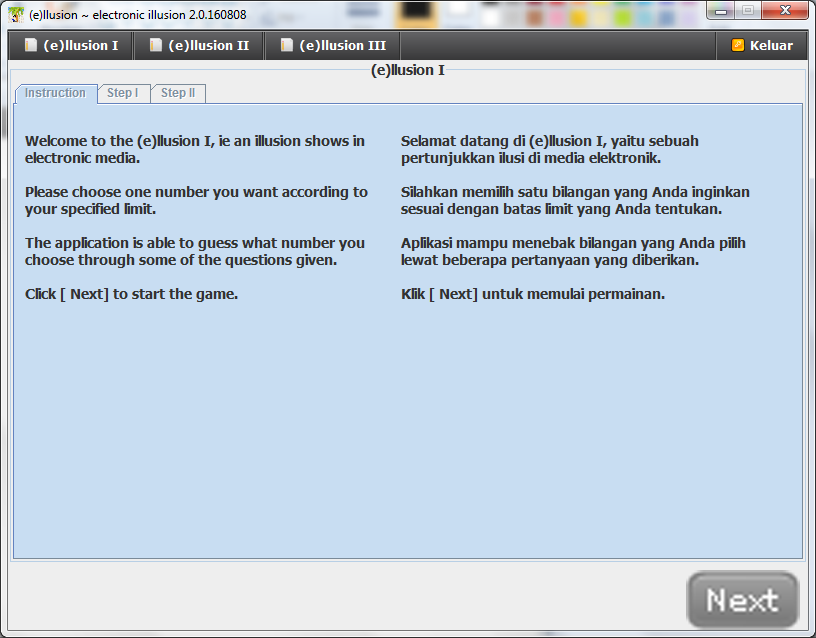 (e)llusion ~ electronic illusion 2.0.160808
(e)llusion I
(e)llusion II
(e)llusion III
Keluar
(e)llusion I
Instruction
Step I
Step II
Welcome to the (e)llusion I, ie an illusion shows in
electronic media.
Please choose one number you want according to
your specified limit.
The application is able to guess what number you
choose through some of the questions given.
Click [ Next] to start the game.
Selamat datang di (e)llusion I, yaitu sebuah
pertunjukkan ilusi di media elektronik.
Silahkan memilih satu bilangan yang Anda inginkan
sesuai dengan batas limit yang Anda tentukan.
Aplikasi mampu menebak bilangan yang Anda pilih
lewat beberapa pertanyaan yang diberikan.
Klik [ Next] untuk memulai permainan.
Next